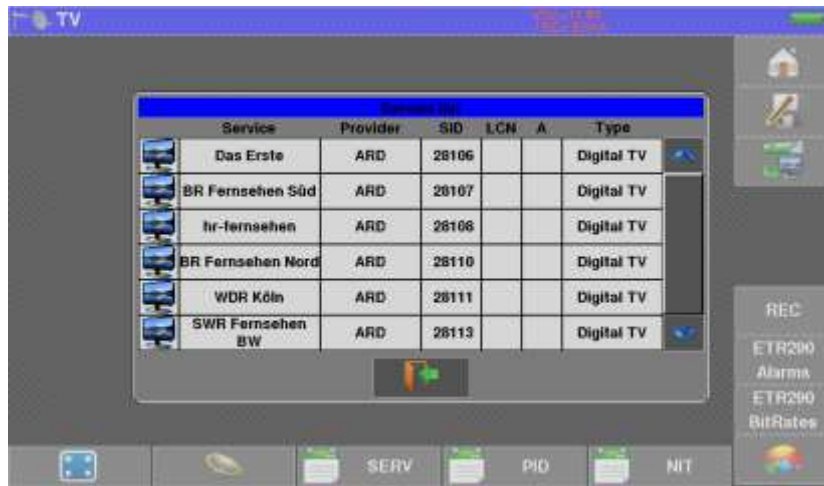 TV
Service Provider SID LCN A Type
Das Erste ARD 28106 Digital TV
BR Fernsehen Süd ARD 28107 Digital TV
hr-fernsehen ARD 28108 Digital TV
BR Fernsehen Nord ARD 28110 Digital TV
WDR Köln ARD 28111 Digital TV
SWR Fernsehen
BW ARD 28113 Digital TV
REC
ETR290
Alarms
ETR290
BitRates
SERV PID NIT